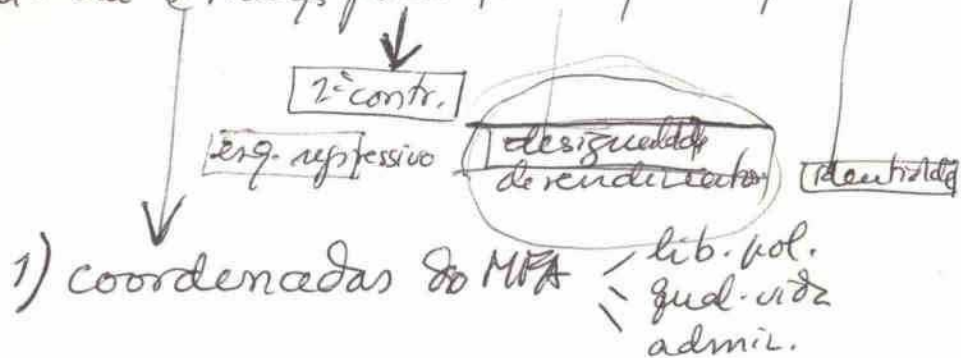 2º contr.
esq. repressivo desigualdade identidade
de rendimentos
1) coordenadas do MFA lib. pol.
qual. vida
admin.